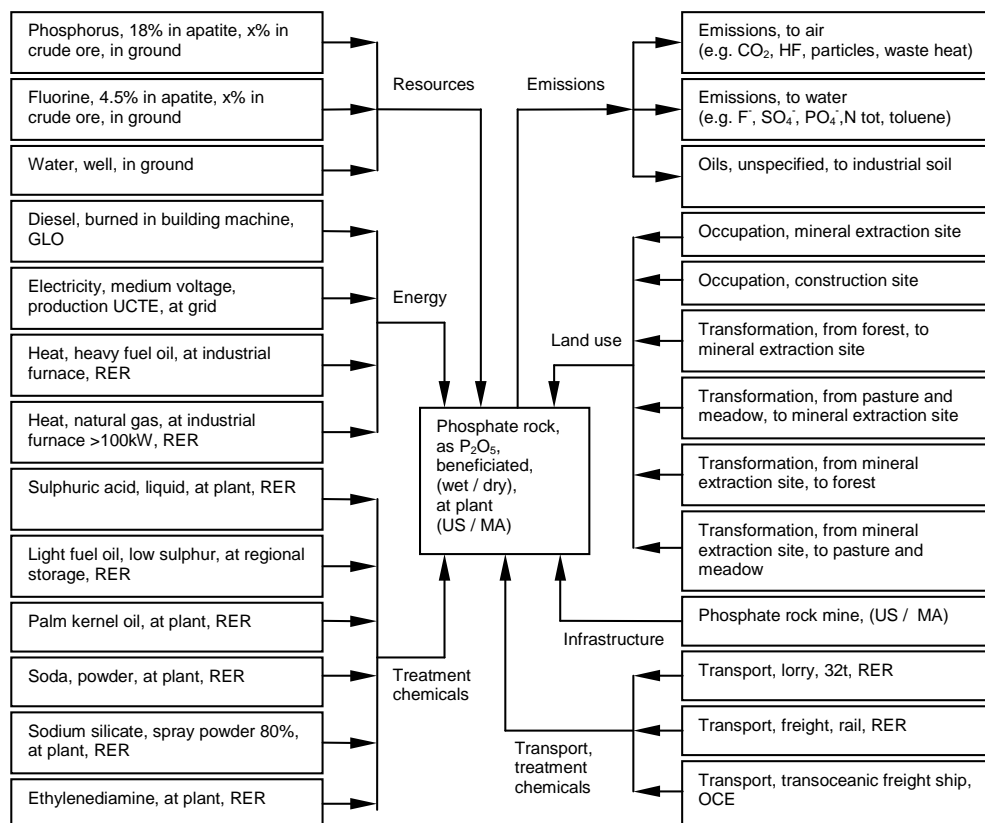 Phosphorus, 18% in apatite, x% in
crude ore, in ground
Fluorine, 4.5% in apatite, x% in
crude ore, in ground
Water, well, in ground
Diesel, burned in building machine,
GLO
Electricity, medium voltage,
production UCTE, at grid
Heat, heavy fuel oil, at industrial
furnace, RER
Heat, natural gas, at industrial
furnace >100kW, RER
Sulphuric acid, liquid, at plant, RER
Light fuel oil, low sulphur, at regional
storage, RER
Palm kernel oil, at plant, RER
Soda, powder, at plant, RER
Sodium silicate, spray powder 80%,
at plant, RER
Ethylenediamine, at plant, RER
Resources
Energy
Treatment
chemicals
Phosphate rock,
as P₂O₅,
beneficiated,
(wet / dry),
at plant
(US / MA)
Emissions
Land use
Infrastructure
Transport,
treatment
chemicals
Emissions, to air
(e.g. CO₂, HF, particles, waste heat)
Emissions, to water
(e.g. F⁻, SO₄⁻, PO₄⁻,N tot, toluene)
Oils, unspecified, to industrial soil
Occupation, mineral extraction site
Occupation, construction site
Transformation, from forest, to
mineral extraction site
Transformation, from pasture and
meadow, to mineral extraction site
Transformation, from mineral
extraction site, to forest
Transformation, from mineral
extraction site, to pasture and
meadow
Phosphate rock mine, (US / MA)
Transport, lorry, 32t, RER
Transport, freight, rail, RER
Transport, transoceanic freight ship,
OCE